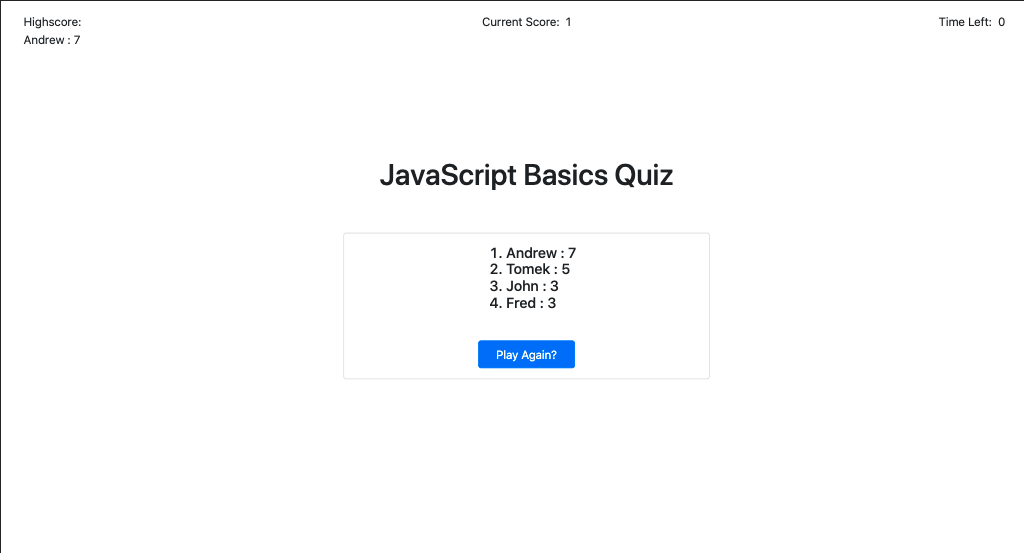 Highscore:
Andrew : 7
Current Score: 1
Time Left: 0
JavaScript Basics Quiz
1. Andrew : 7
2. Tomek : 5
3. John : 3
4. Fred : 3
Play Again?